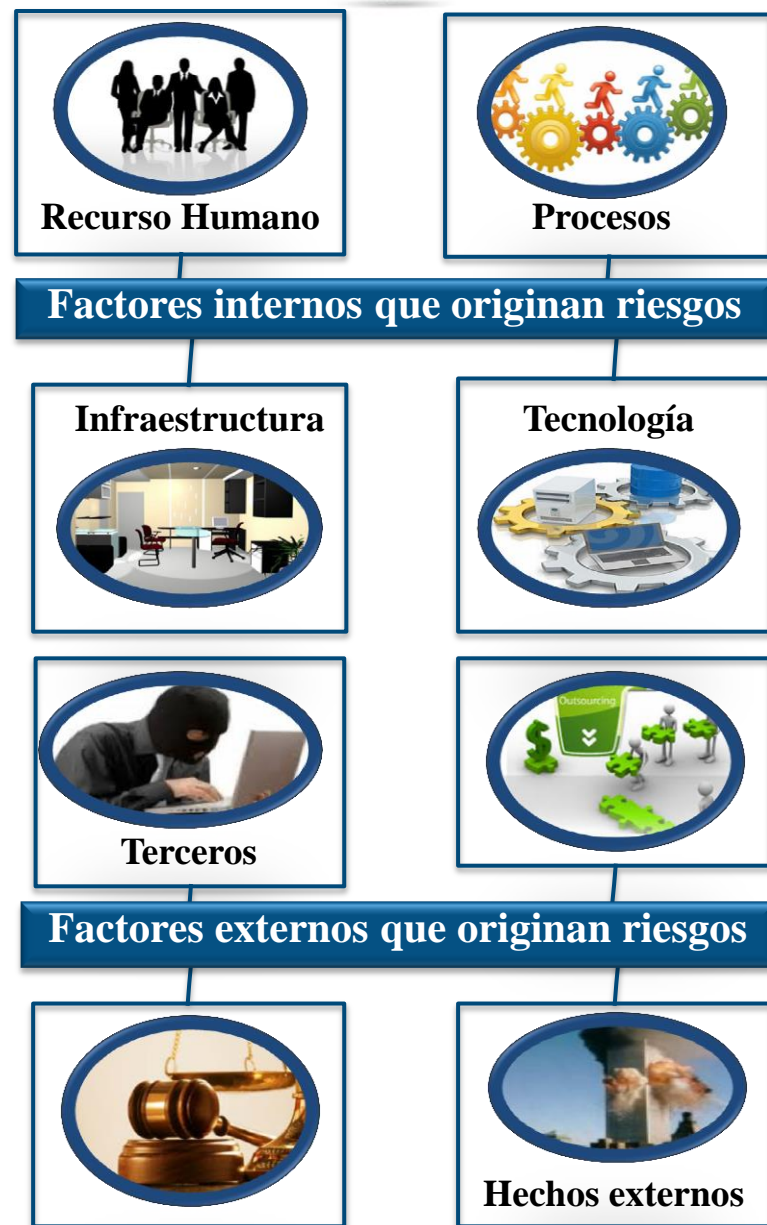 Recurso Humano
Procesos
Factores internos que originan riesgos
Infraestructura
Tecnología
Outsourcing
Terceros
Factores externos que originan riesgos
Hechos externos